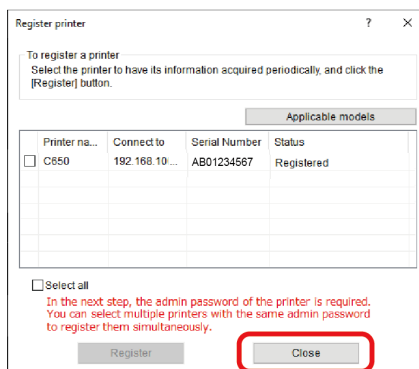 Register printer ? ×
To register a printer
Select the printer to have its information acquired periodically, and click the
[Register] button.
Applicable models
Printer na... Connect to Serial Number Status
C650 192.168.10... AB01234567 Registered
Select all
In the next step, the admin password of the printer is required.
You can select multiple printers with the same admin password
to register them simultaneously.
Register Close